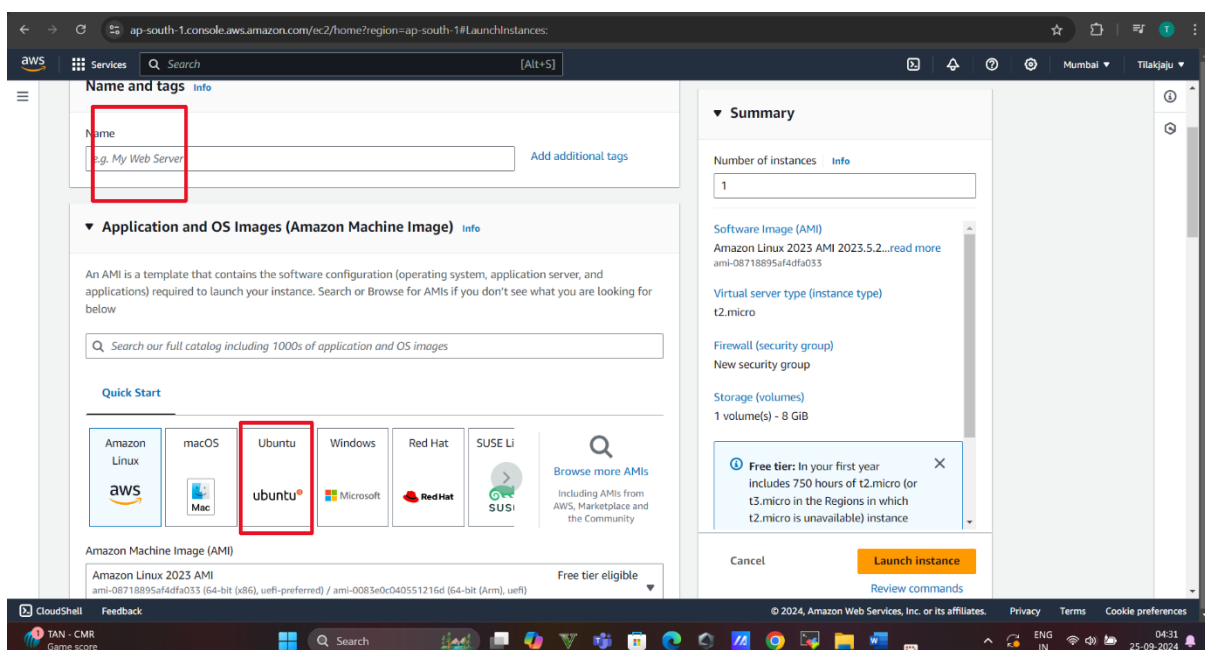 ap-south-1.console.aws.amazon.com/ec2/home?region=ap-south-1#LaunchInstances:
T
aws
Services
Search
[Alt+S]
Mumbai ▼
Tilakjaju ▼
Name and tags Info
Name
e.g. My Web Server
Add additional tags
▼ Application and OS Images (Amazon Machine Image) Info
An AMI is a template that contains the software configuration (operating system, application server, and
applications) required to launch your instance. Search or Browse for AMIs if you don't see what you are looking for
below
Search our full catalog including 1000s of application and OS images
Quick Start
Amazon
Linux
aws
macOS
Mac
Ubuntu
ubuntu®
Windows
Microsoft
Red Hat
Red Hat
SUSE Li
SUS
Browse more AMIs
Including AMIs from
AWS, Marketplace and
the Community
Amazon Machine Image (AMI)
Amazon Linux 2023 AMI
Free tier eligible
ami-08718895af4dfa033 (64-bit (x86), uefi-preferred) / ami-0083e0c040551216d (64-bit (Arm), uefi)
▼ Summary
Number of instances Info
1
Software Image (AMI)
Amazon Linux 2023 AMI 2023.5.2...read more
ami-08718895af4dfa033
Virtual server type (instance type)
t2.micro
Firewall (security group)
New security group
Storage (volumes)
1 volume(s) - 8 GiB
Free tier: In your first year
includes 750 hours of t2.micro (or
t3.micro in the Regions in which
t2.micro is unavailable) instance
Cancel
Launch instance
Review commands
CloudShell
Feedback
© 2024, Amazon Web Services, Inc. or its affiliates.
Privacy
Terms
Cookie preferences
1
TAN - CMR
Game score
Search
ENG
IN
04:31
25-09-2024